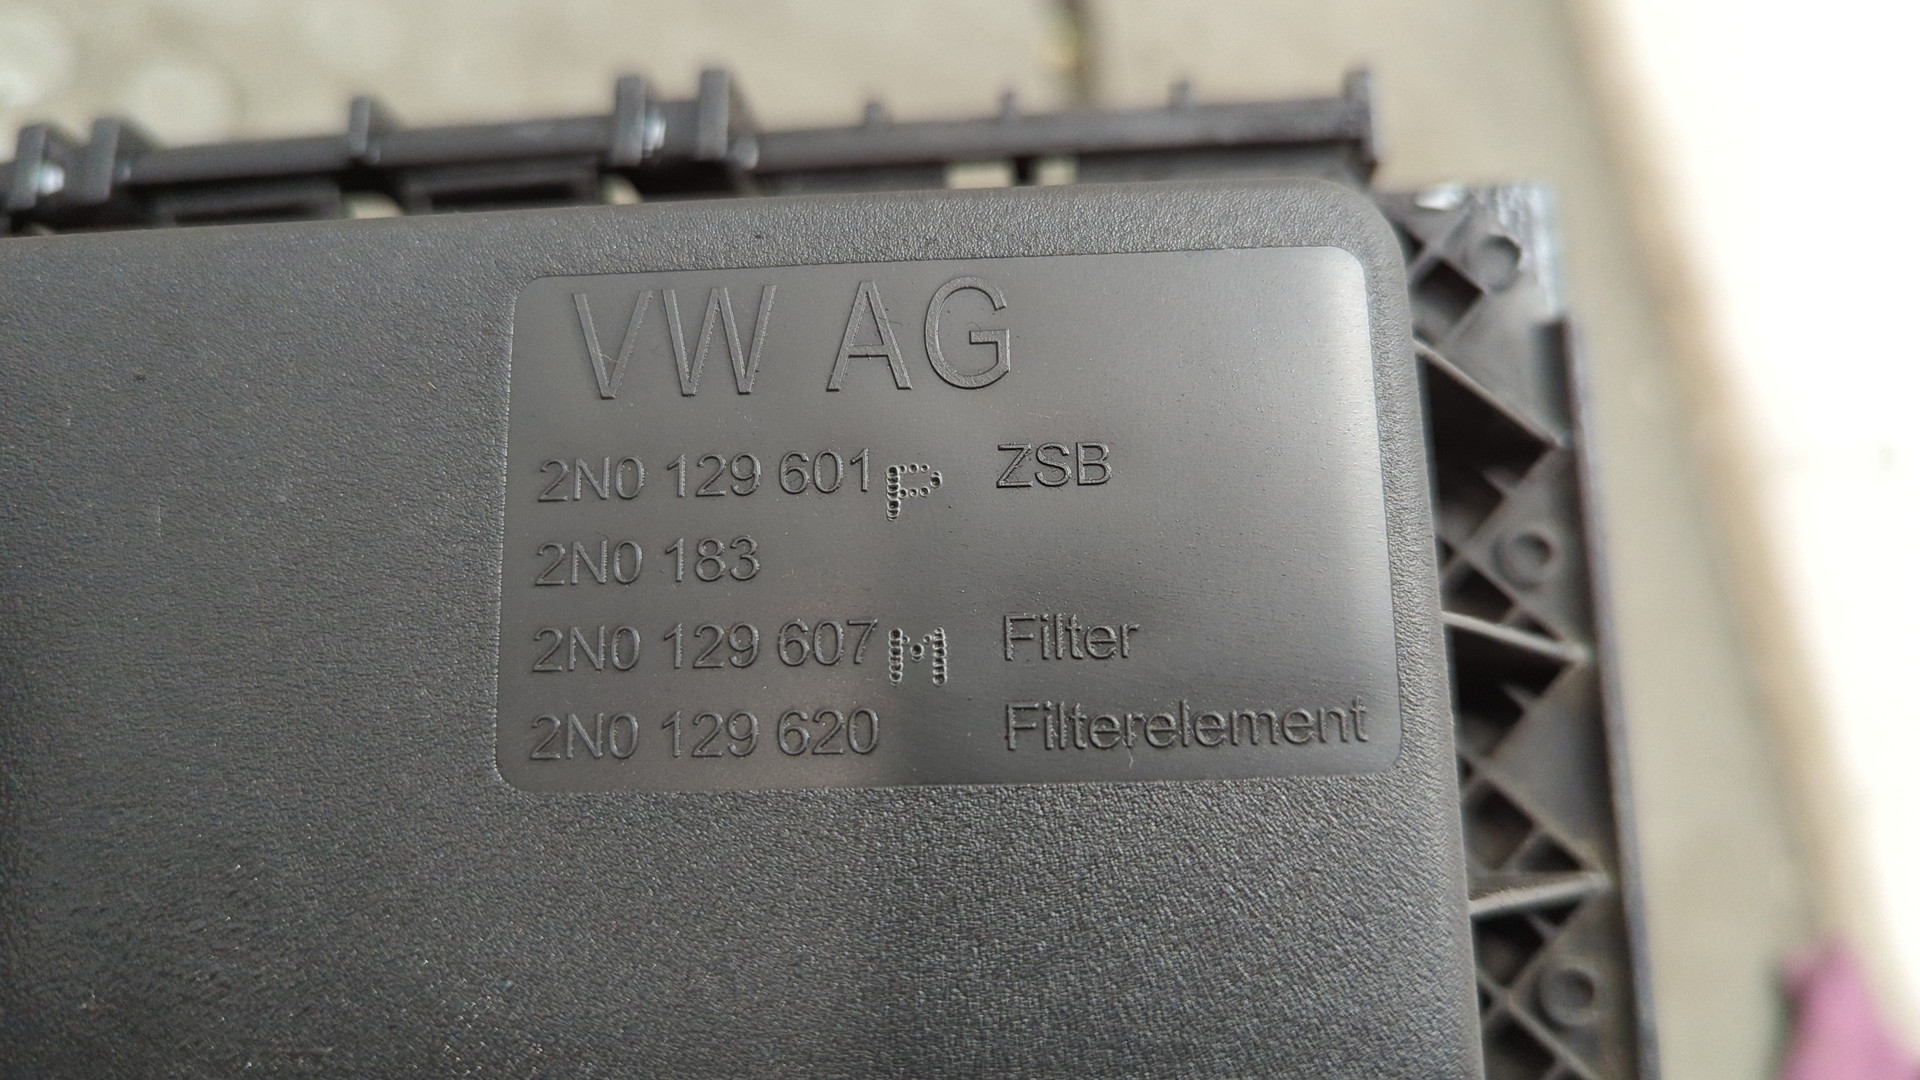 VW AG
2N0 129 601 P ZSB
2N0 183
2N0 129 607 M Filter
2N0 129 620 Filterelement